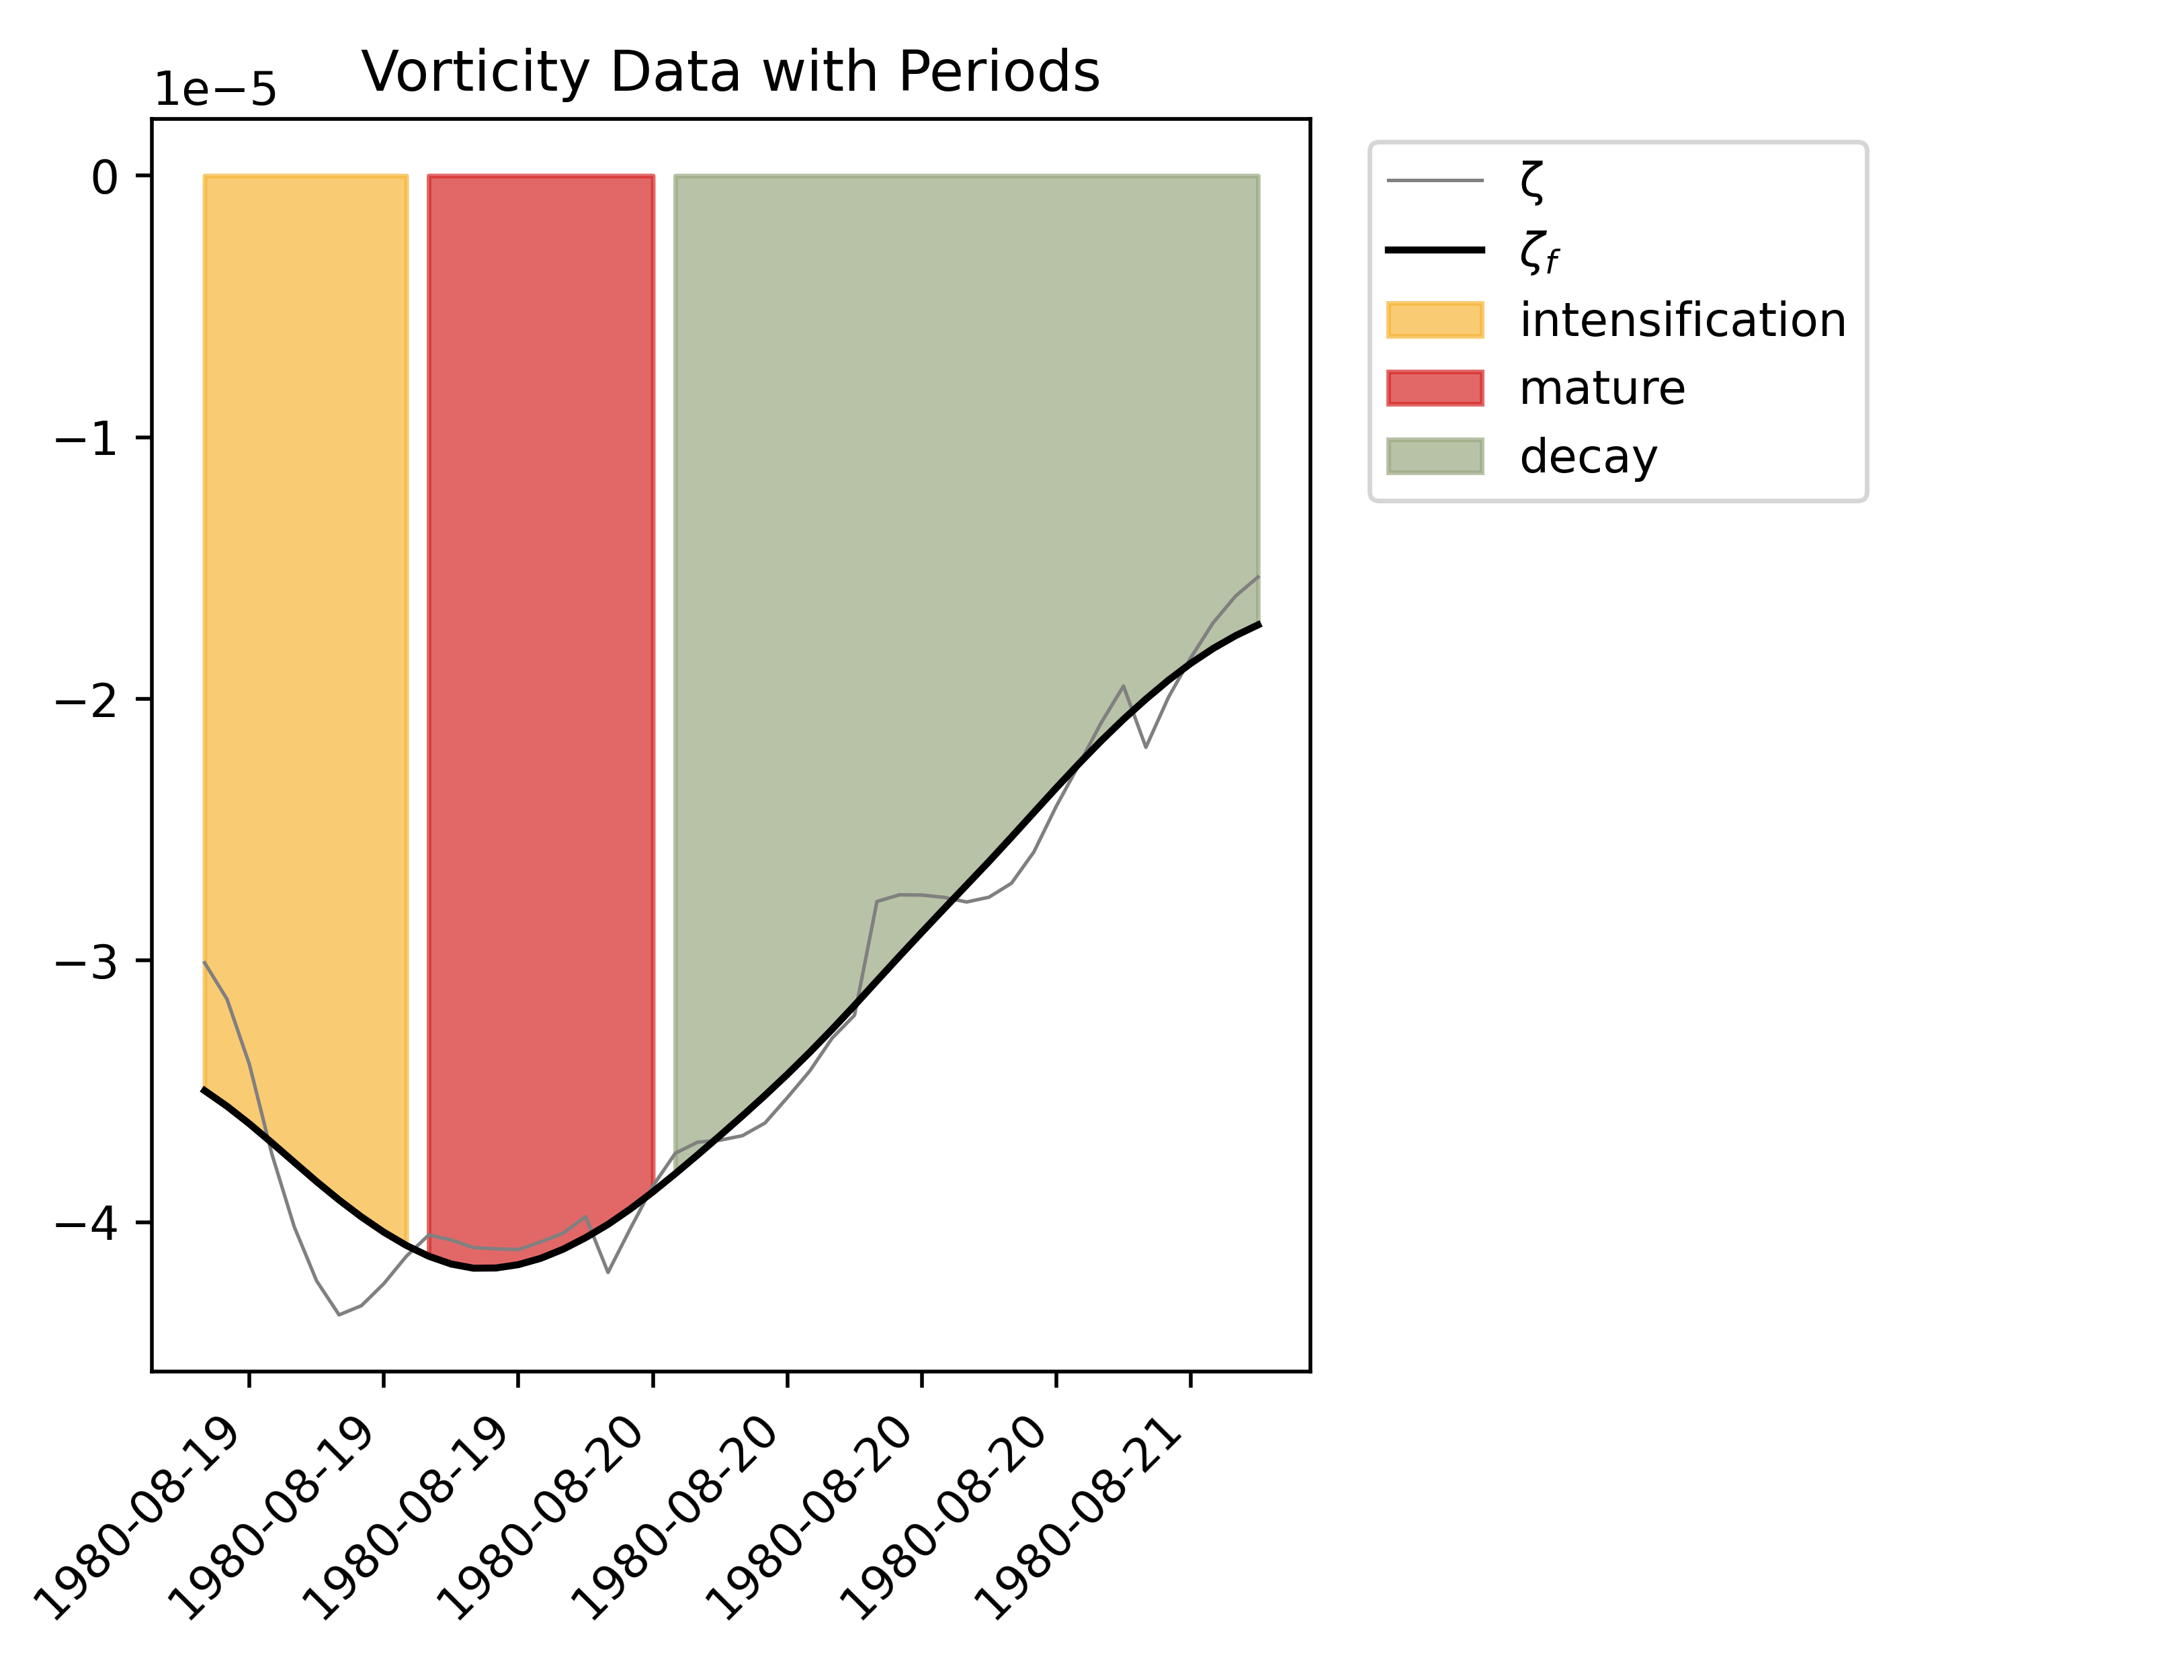 Vorticity Data with Periods
1e−5
0
−1
−2
−3
−4
1980-08-19
1980-08-19
1980-08-19
1980-08-20
1980-08-20
1980-08-20
1980-08-20
1980-08-21
ζ
ζf
intensification
mature
decay